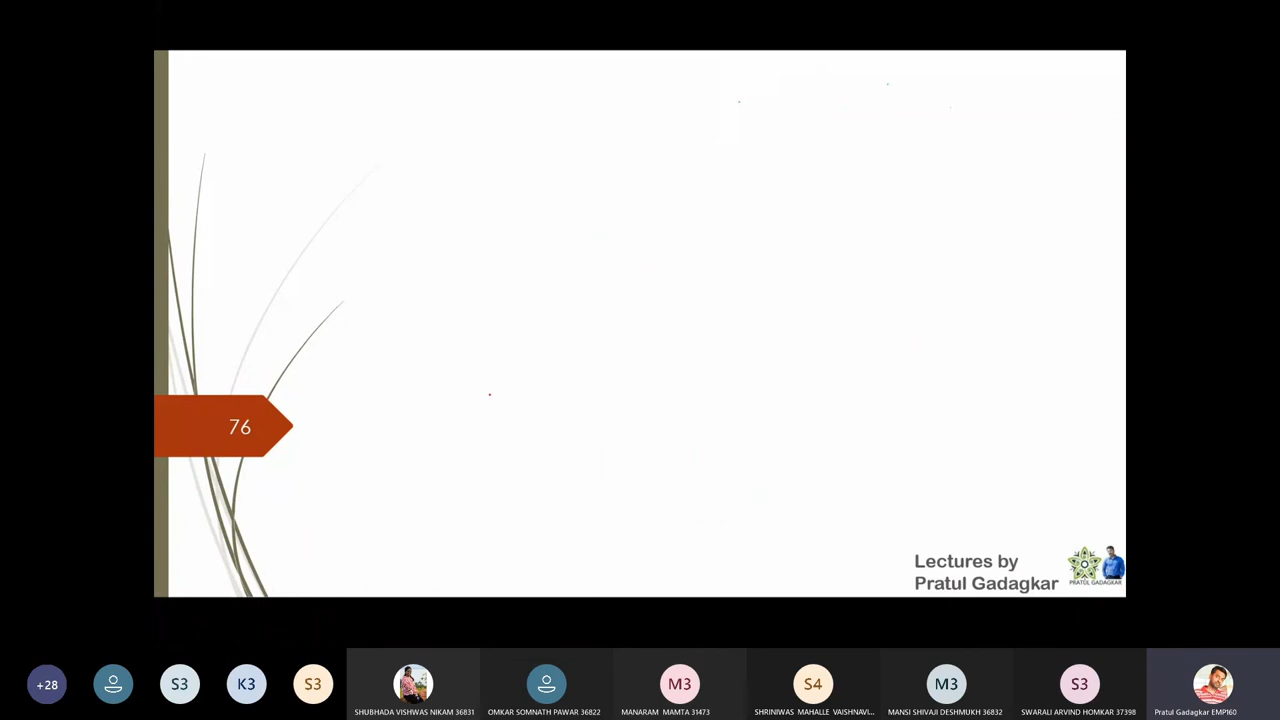 76
Lectures by
Pratul Gadagkar
PRATUL GADAGKAR
+28
S3
K3
S3
M3
S4
M3
S3
SHUBHADA VISHWAS NIKAM 36831
OMKAR SOMNATH PAWAR 36822
MANARAM MAMTA 31473
SHRINIWAS MAHALLE VAISHNAVI...
MANSI SHIVAJI DESHMUKH 36832
SWARALI ARVIND HOMKAR 37398
Pratul Gadagkar EMP160